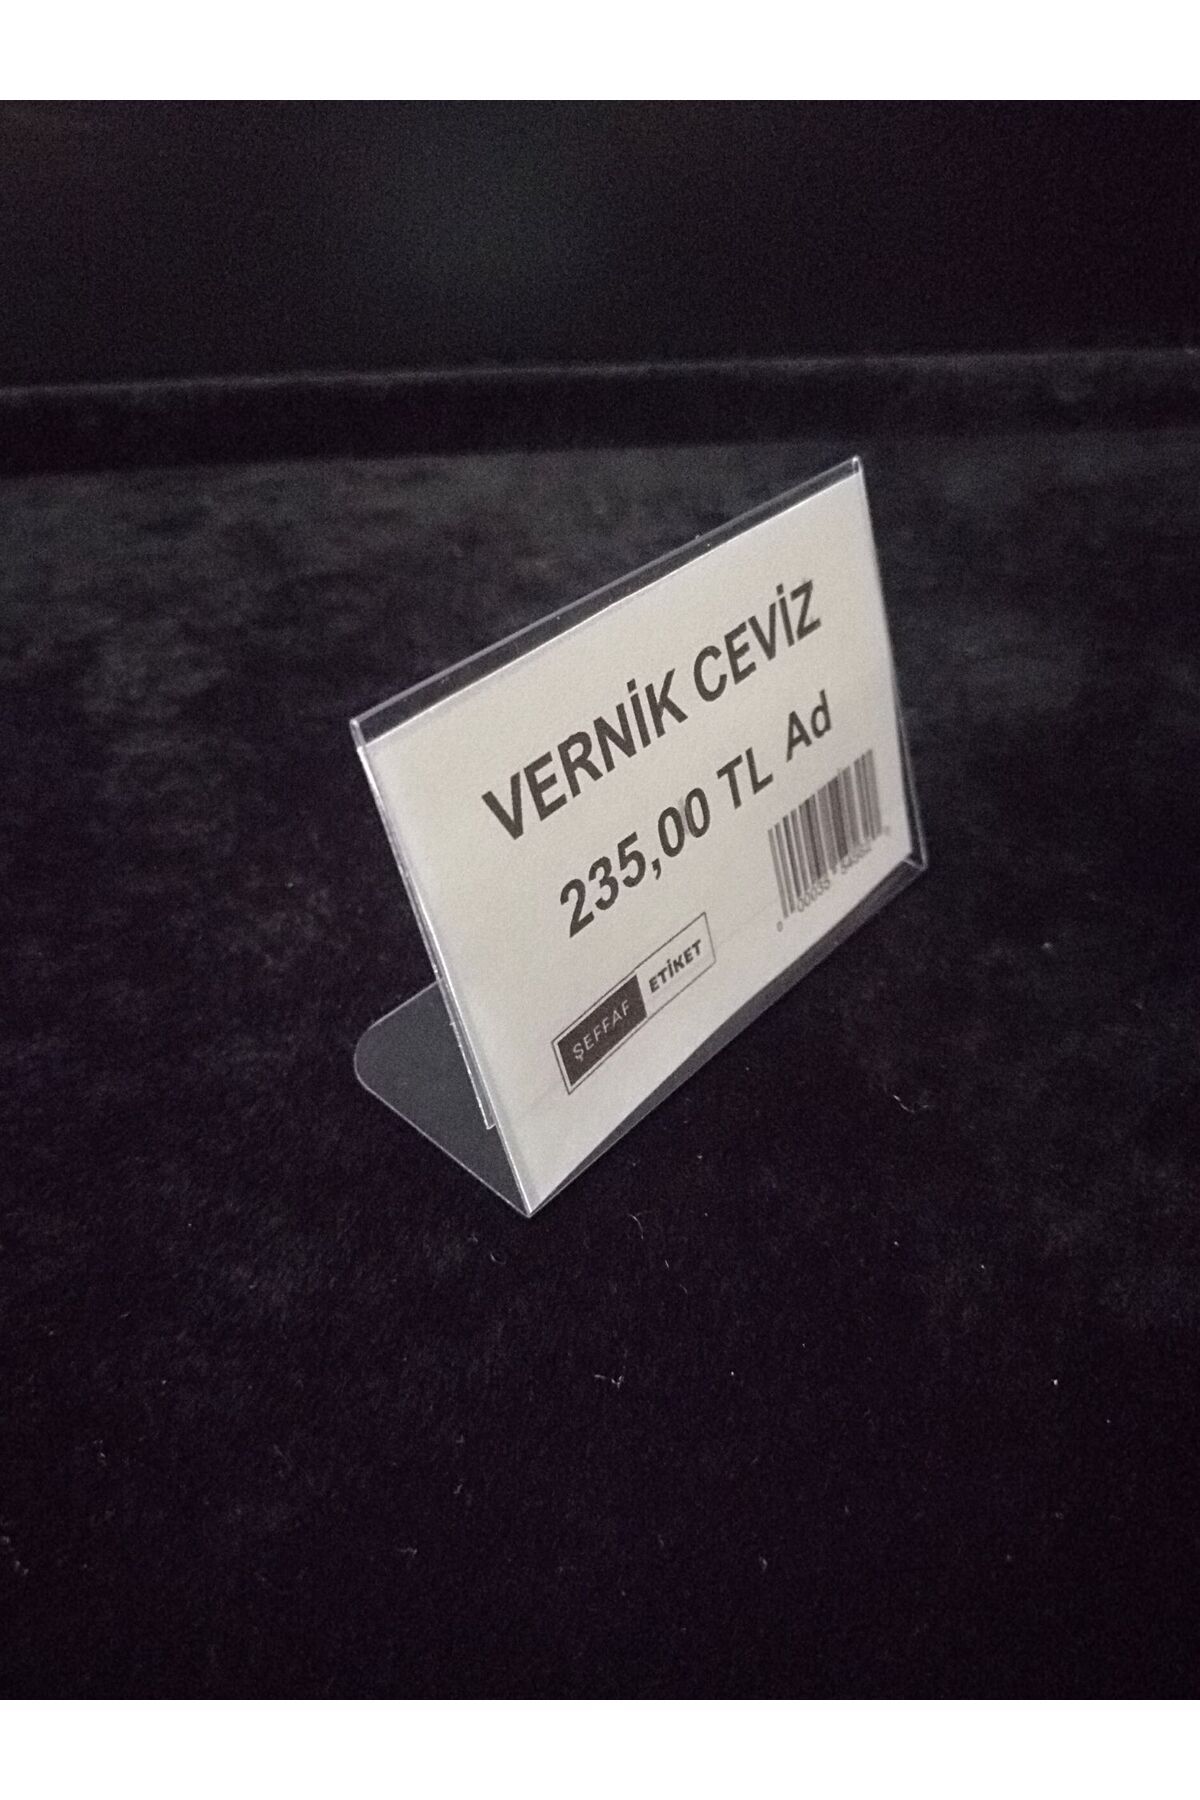 VERNİK CEVİZ
235,00 TL Ad
ŞEFFAF ETİKET